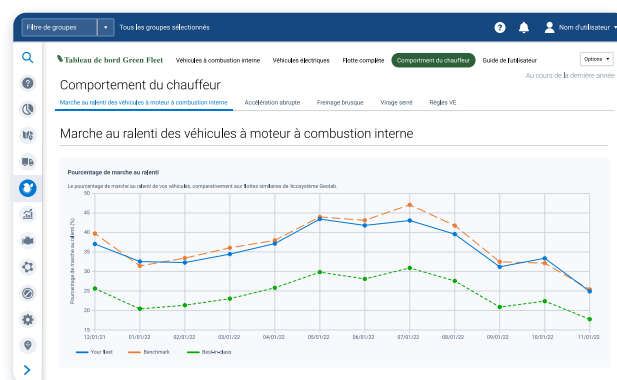 Filtre de groupes
Tous les groupes sélectionnés
Nom d'utilisateur
Tableau de bord Green Fleet
Véhicules à combustion interne
Véhicules électriques
Flotte complète
Comportment du chauffeur
Guide de l'utilisateur
Options
Au cours de la dernière année
Comportement du chauffeur
Marche au ralenti des véhicules à moteur à combustion interne
Accélération abrupte
Freinage brusque
Virage serré
Règles VE
Marche au ralenti des véhicules à moteur à combustion interne
Pourcentage de marche au ralenti
Le pourcentage de marche au ralenti de vos véhicules, comparativement aux flottes similaires de l'écosystème Geotab.
Pourcentage de marche au ralenti (%)
50
45
40
35
30
25
20
15
12/01/21
01/01/22
02/01/22
03/01/22
04/01/22
05/01/22
06/01/22
07/01/22
08/01/22
09/01/22
10/01/22
11/01/22
Your fleet
Benchmark
Best-in-class